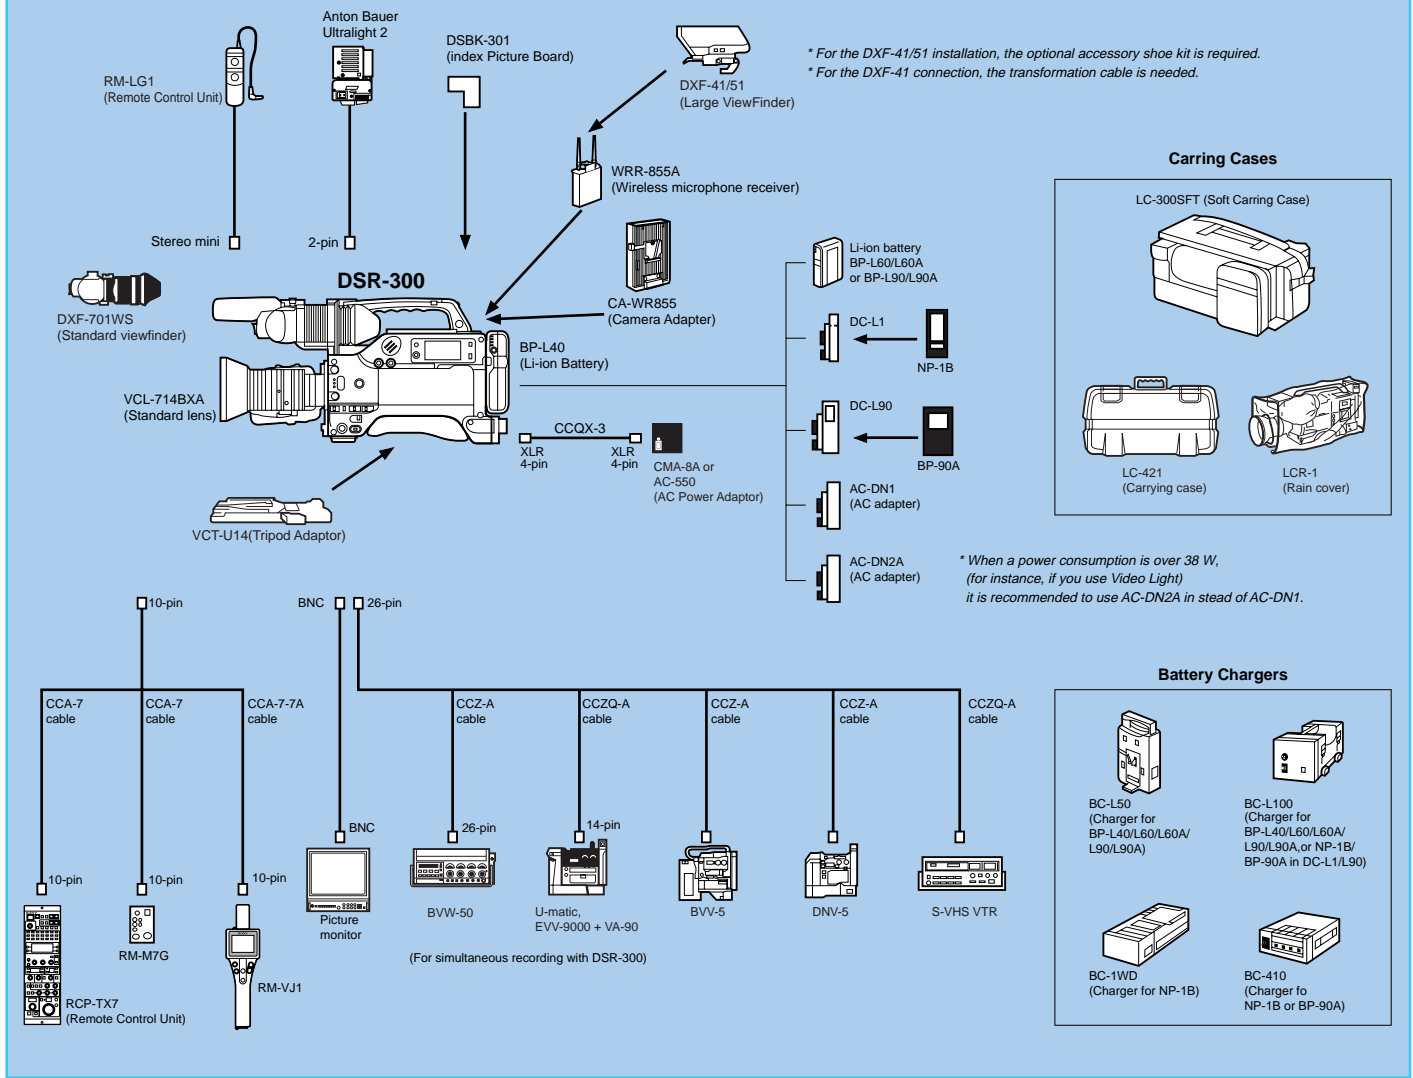 Anton Bauer
Ultralight 2
DSBK-301
(index Picture Board)
RM-LG1
(Remote Control Unit)
DXF-41/51
(Large ViewFinder)
* For the DXF-41/51 installation, the optional accessory shoe kit is required.
* For the DXF-41 connection, the transformation cable is needed.
WRR-855A
(Wireless microphone receiver)
Stereo mini
2-pin
DSR-300
CA-WR855
(Camera Adapter)
DXF-701WS
(Standard viewfinder)
BP-L40
(Li-ion Battery)
VCL-714BXA
(Standard lens)
CCQX-3
XLR
4-pin
XLR
4-pin
CMA-8A or
AC-550
(AC Power Adaptor)
VCT-U14(Tripod Adaptor)
Li-ion battery
BP-L60/L60A
or BP-L90/L90A
DC-L1
NP-1B
DC-L90
BP-90A
AC-DN1
(AC adapter)
AC-DN2A
(AC adapter)
* When a power consumption is over 38 W,
(for instance, if you use Video Light)
it is recommended to use AC-DN2A in stead of AC-DN1.
Carring Cases
LC-300SFT (Soft Carring Case)
LC-421
(Carrying case)
LCR-1
(Rain cover)
10-pin
BNC
26-pin
CCA-7
cable
CCA-7
cable
CCA-7-7A
cable
CCZ-A
cable
CCZQ-A
cable
CCZ-A
cable
CCZ-A
cable
CCZQ-A
cable
BNC
26-pin
14-pin
10-pin
10-pin
10-pin
RCP-TX7
(Remote Control Unit)
RM-M7G
RM-VJ1
Picture
monitor
BVW-50
U-matic,
EVV-9000 + VA-90
BVV-5
DNV-5
S-VHS VTR
(For simultaneous recording with DSR-300)
Battery Chargers
BC-L50
(Charger for
BP-L40/L60/L60A/
L90/L90A)
BC-L100
(Charger for
BP-L40/L60/L60A/
L90/L90A,or NP-1B/
BP-90A in DC-L1/L90)
BC-1WD
(Charger for NP-1B)
BC-410
(Charger fo
NP-1B or BP-90A)